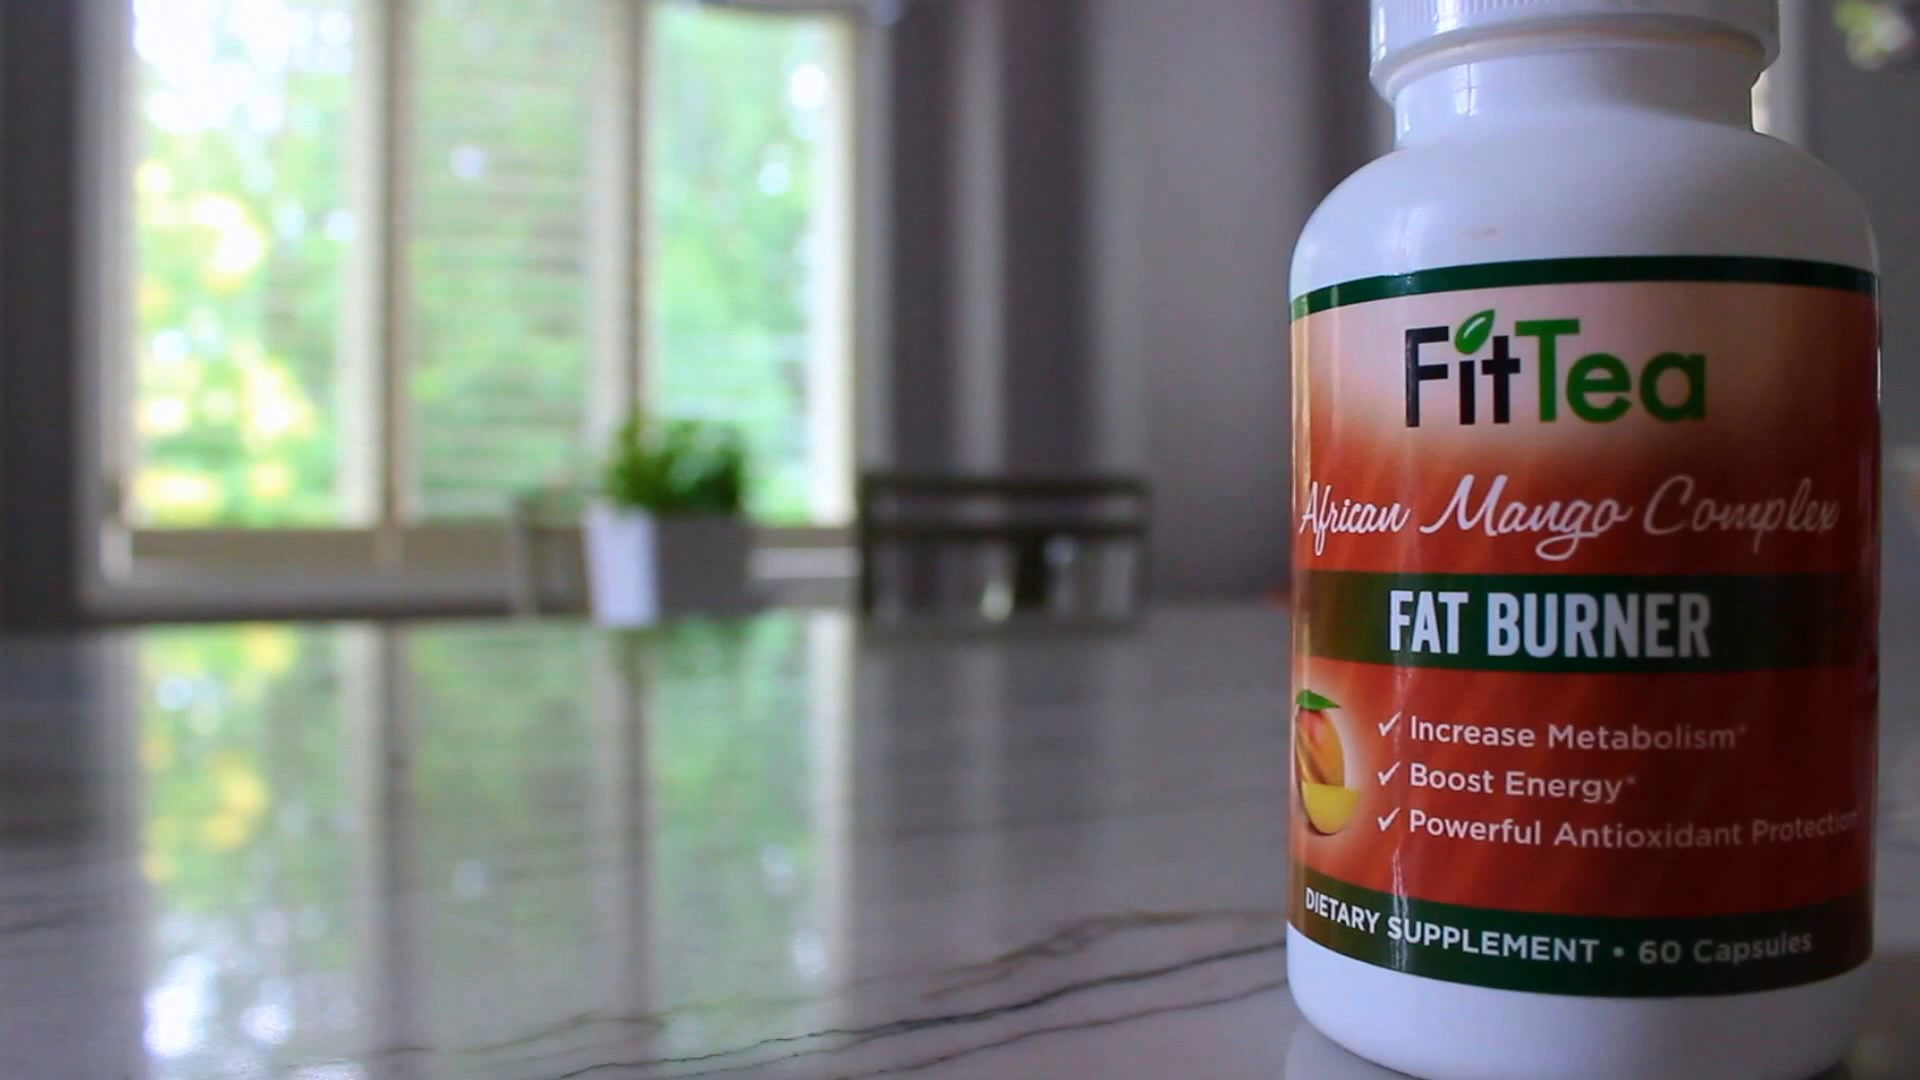 FitTea
African Mango Complex
FAT BURNER
✓ Increase Metabolism*
✓ Boost Energy*
✓ Powerful Antioxidant Protection
DIETARY SUPPLEMENT • 60 Capsules